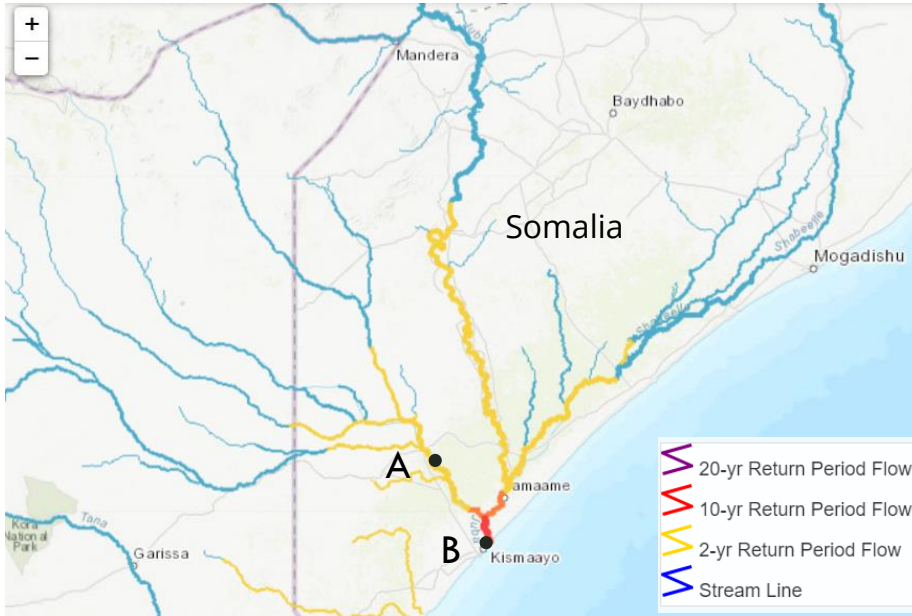 +
−
Mandera
Baydhabo
Somalia
Shabeelle
Mogadishu
Shabeelle
A
amaame
B
Kismaayo
Kora
National
Park
Tana
Garissa
20-yr Return Period Flow
10-yr Return Period Flow
2-yr Return Period Flow
Stream Line